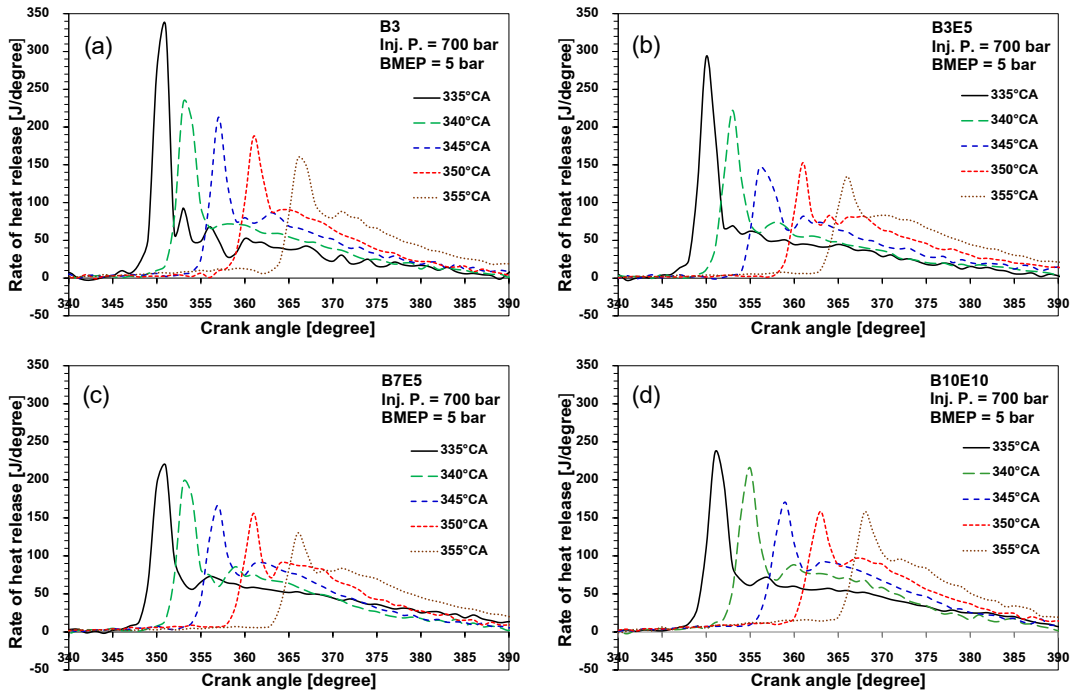 (a)
B3
Inj. P. = 700 bar
BMEP = 5 bar
335°CA
340°CA
345°CA
350°CA
355°CA
Rate of heat release [J/degree]
350
300
250
200
150
100
50
0
-50
340 345 350 355 360 365 370 375 380 385 390
Crank angle [degree]
(b)
B3E5
Inj. P. = 700 bar
BMEP = 5 bar
335°CA
340°CA
345°CA
350°CA
355°CA
Rate of heat release [J/degree]
350
300
250
200
150
100
50
0
-50
340 345 350 355 360 365 370 375 380 385 390
Crank angle [degree]
(c)
B7E5
Inj. P. = 700 bar
BMEP = 5 bar
335°CA
340°CA
345°CA
350°CA
355°CA
Rate of heat release [J/degree]
350
300
250
200
150
100
50
0
-50
340 345 350 355 360 365 370 375 380 385 390
Crank angle [degree]
(d)
B10E10
Inj. P. = 700 bar
BMEP = 5 bar
335°CA
340°CA
345°CA
350°CA
355°CA
Rate of heat release [J/degree]
350
300
250
200
150
100
50
0
-50
340 345 350 355 360 365 370 375 380 385 390
Crank angle [degree]